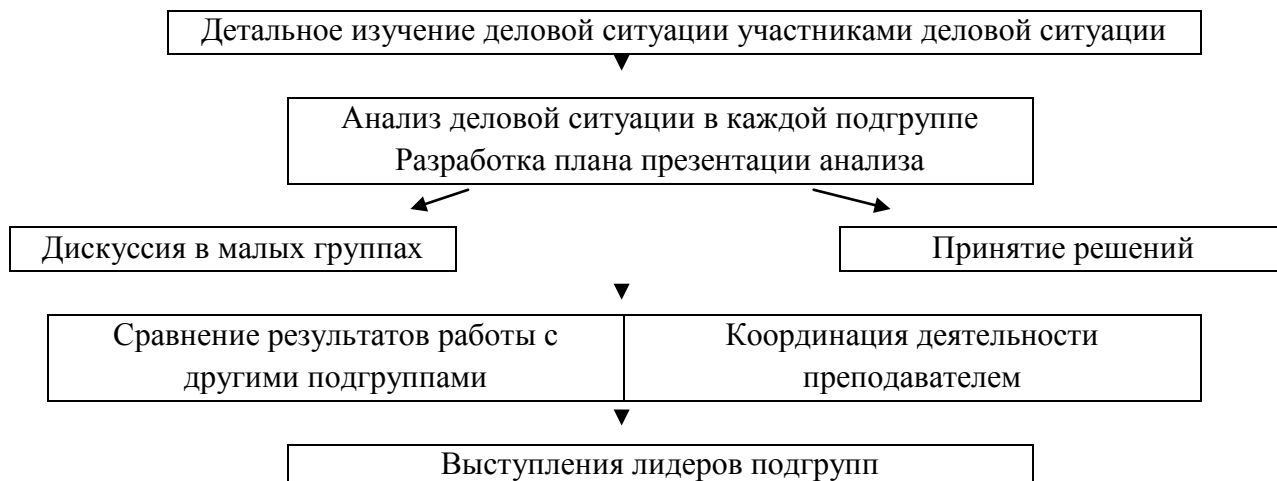 Детальное изучение деловой ситуации участниками деловой ситуации
Анализ деловой ситуации в каждой подгруппе
Разработка плана презентации анализа
Дискуссия в малых группах
Принятие решений
Сравнение результатов работы с
другими подгруппами
Координация деятельности
преподавателем
Выступления лидеров подгрупп